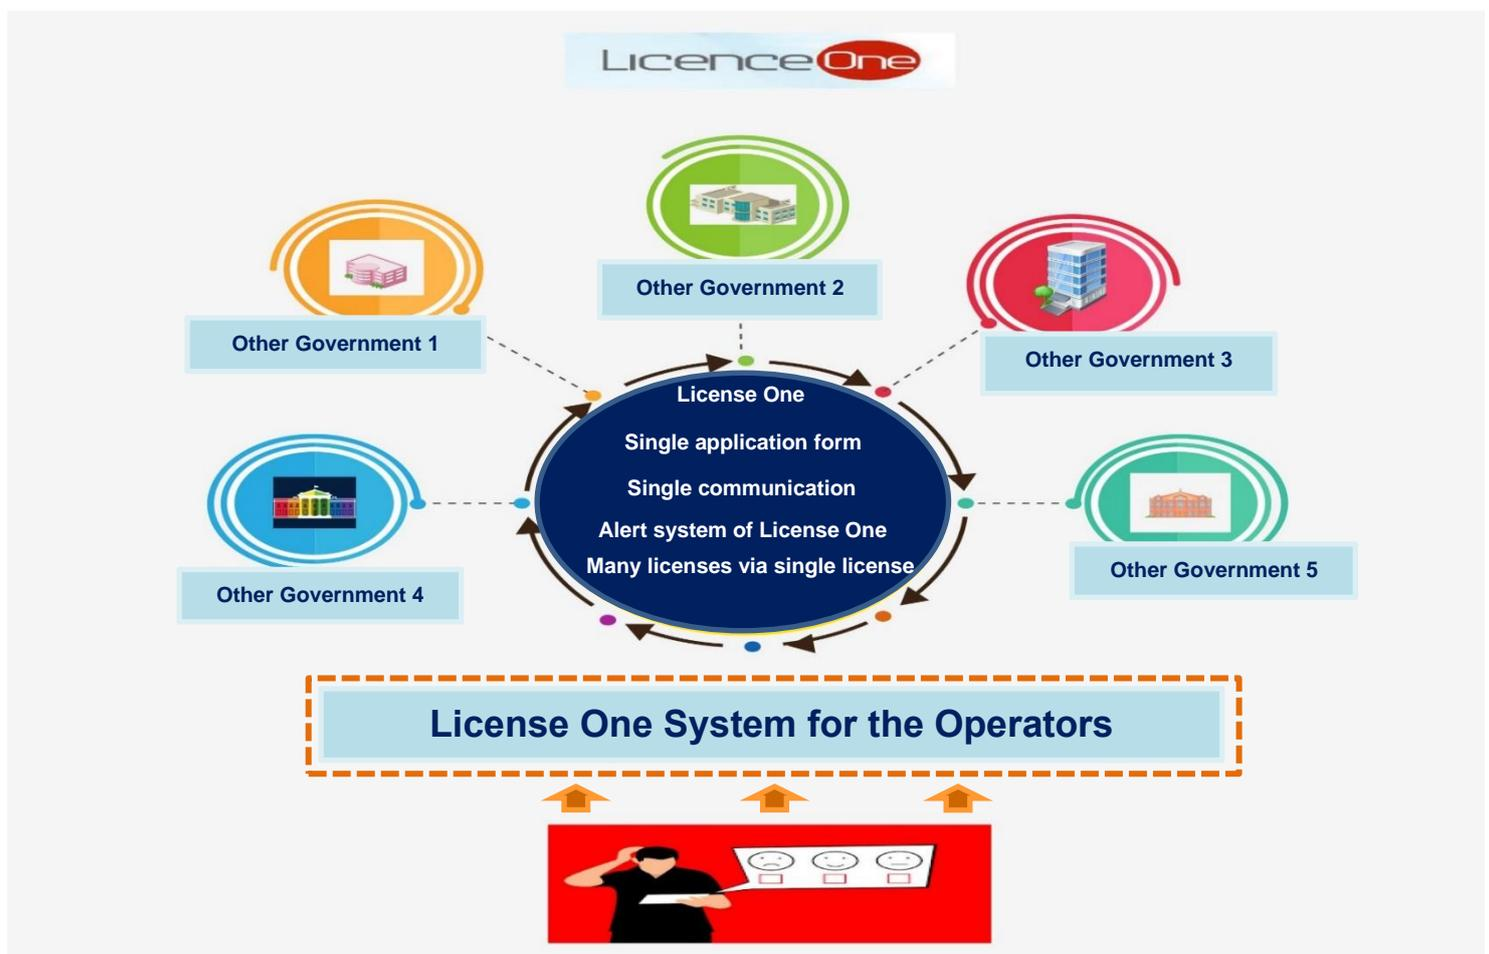 Licence One
Other Government 2
Other Government 1
Other Government 3
License One
Single application form
Single communication
Alert system of License One
Many licenses via single license
Other Government 4
Other Government 5
License One System for the Operators